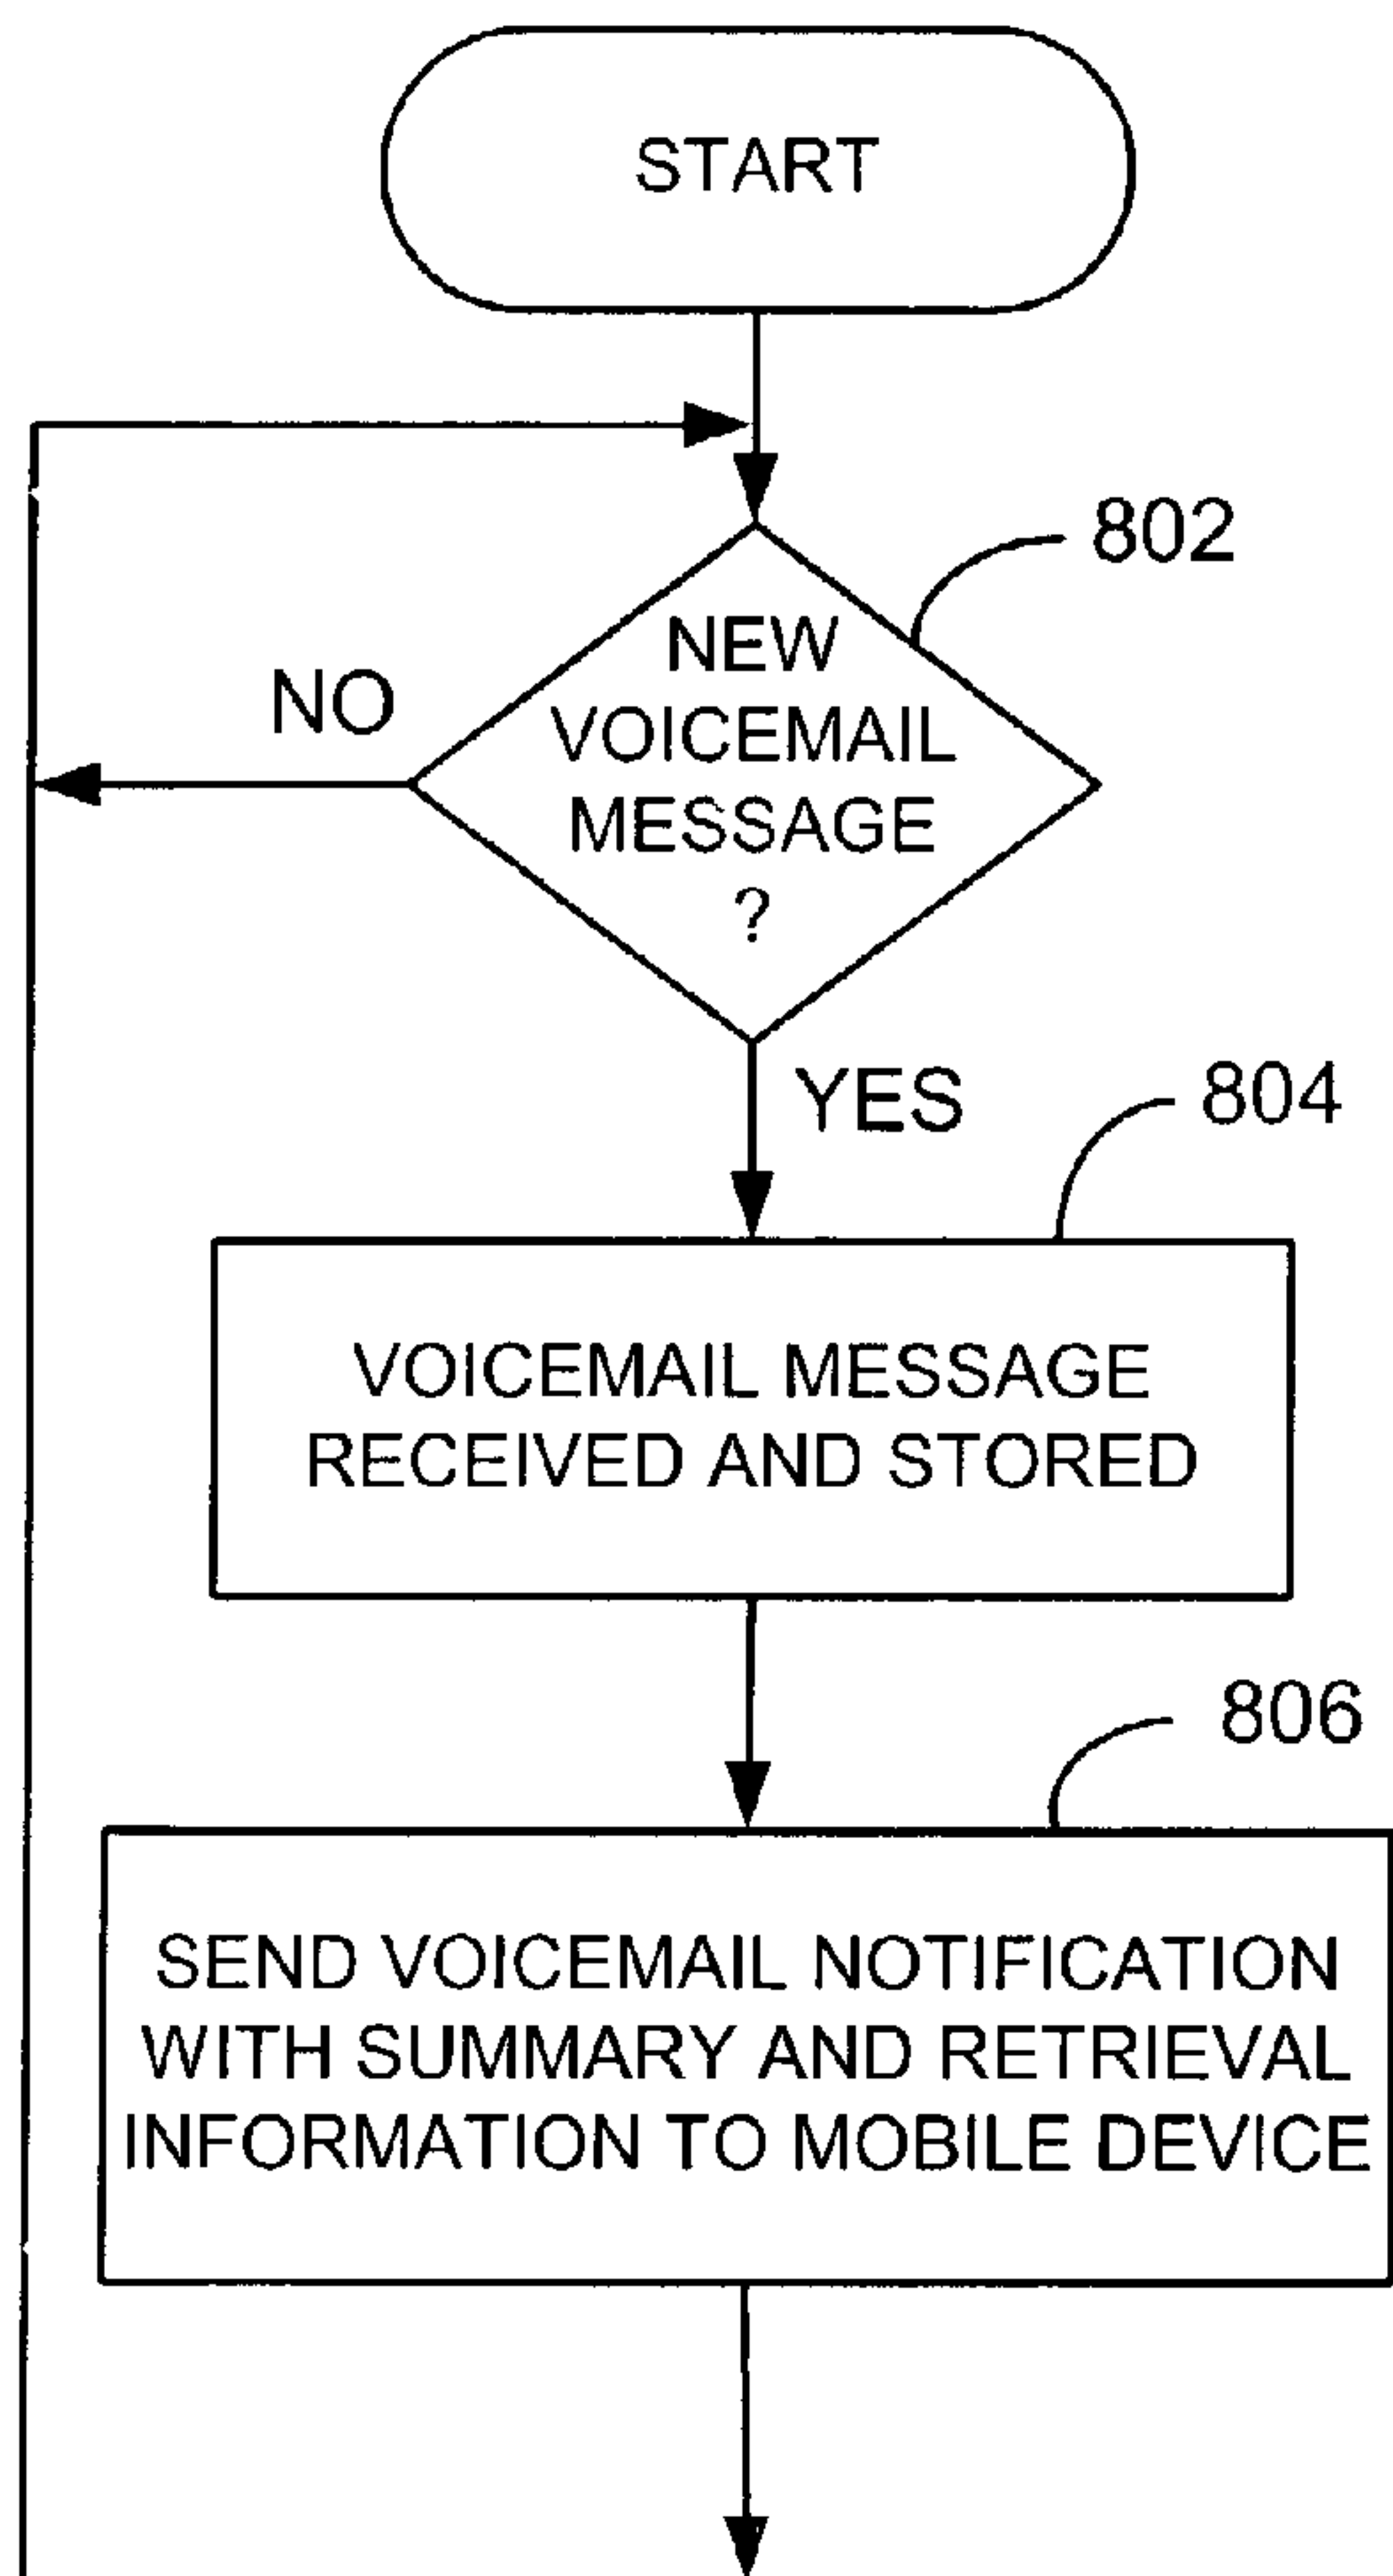 START
802
NEW
VOICEMAIL
MESSAGE
?
NO
YES
804
VOICEMAIL MESSAGE
RECEIVED AND STORED
806
SEND VOICEMAIL NOTIFICATION
WITH SUMMARY AND RETRIEVAL
INFORMATION TO MOBILE DEVICE